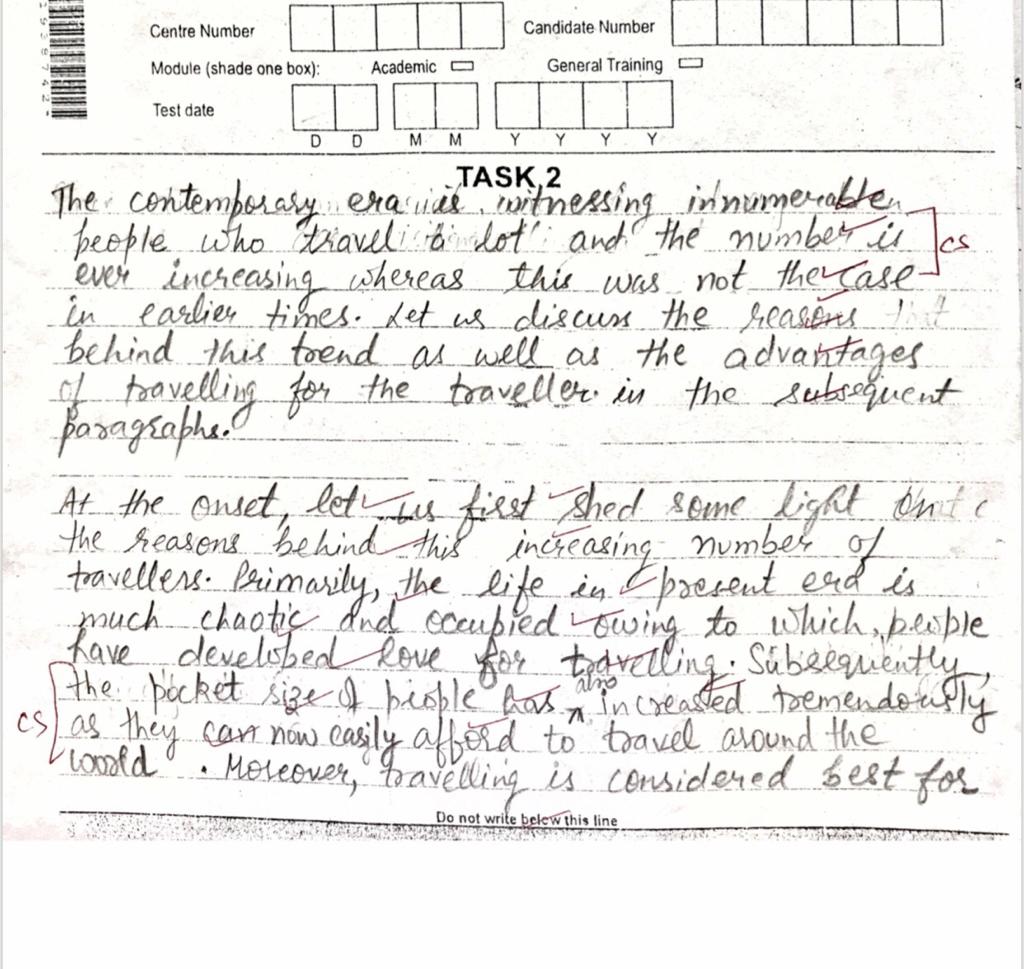 Centre Number
Candidate Number
Module (shade one box):
Academic
General Training
Test date
D D M M Y Y Y Y
TASK 2
The contemporary era is witnessing innumerable
people who travel a lot and the number is
cs
ever increasing whereas this was not the case
in earlier times. Let us discuss the reasons
behind this trend as well as the advantages
of travelling for the traveller in the subsequent
paragraphs.
At the onset, let us first shed some light on
the reasons behind this increasing number of
travellers. Primarily, the life in present era is
much chaotic and occupied owing to which, people
have developed love for travelling. Subsequently,
the pocket size of people has also increased tremendously
cs
as they can now easily afford to travel around the
world. Moreover, travelling is considered best for
Do not write below this line